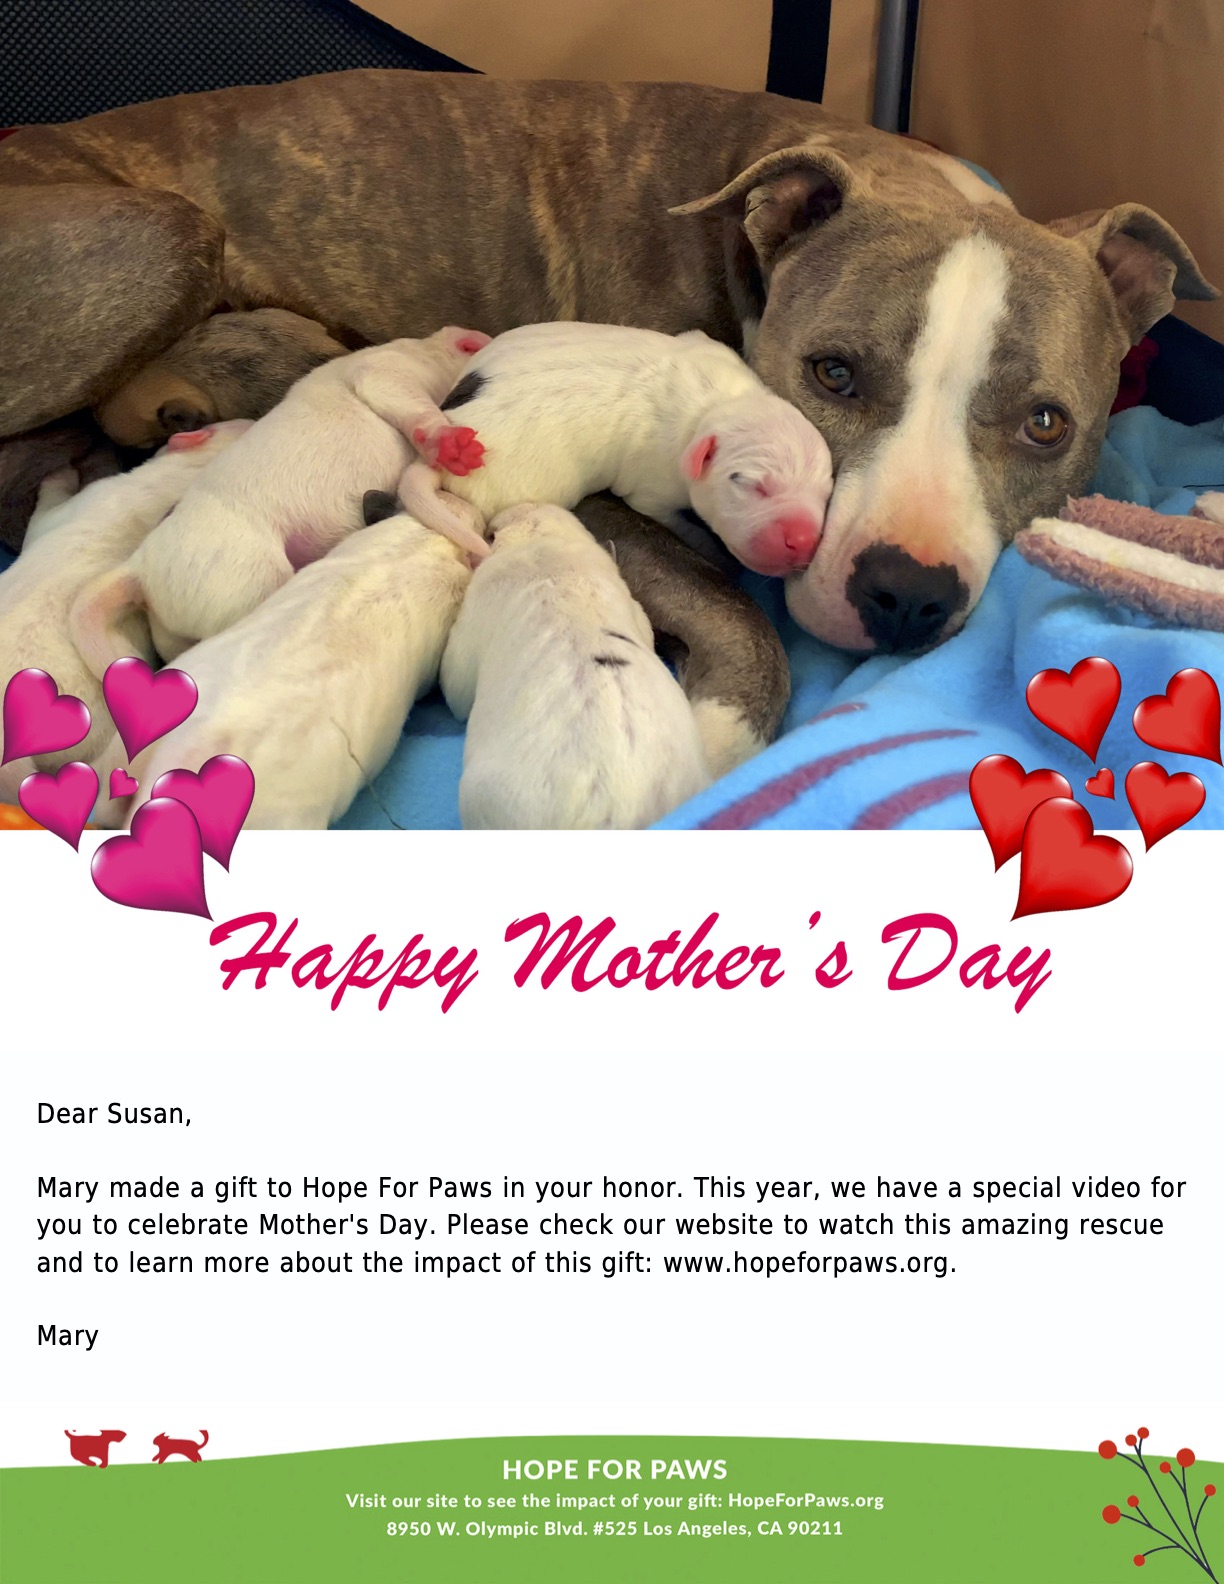 Happy Mother's Day
Dear Susan,
Mary made a gift to Hope For Paws in your honor. This year, we have a special video for
you to celebrate Mother's Day. Please check our website to watch this amazing rescue
and to learn more about the impact of this gift: www.hopeforpaws.org.
Mary
HOPE FOR PAWS
Visit our site to see the impact of your gift: HopeForPaws.org
8950 W. Olympic Blvd. #525 Los Angeles, CA 90211